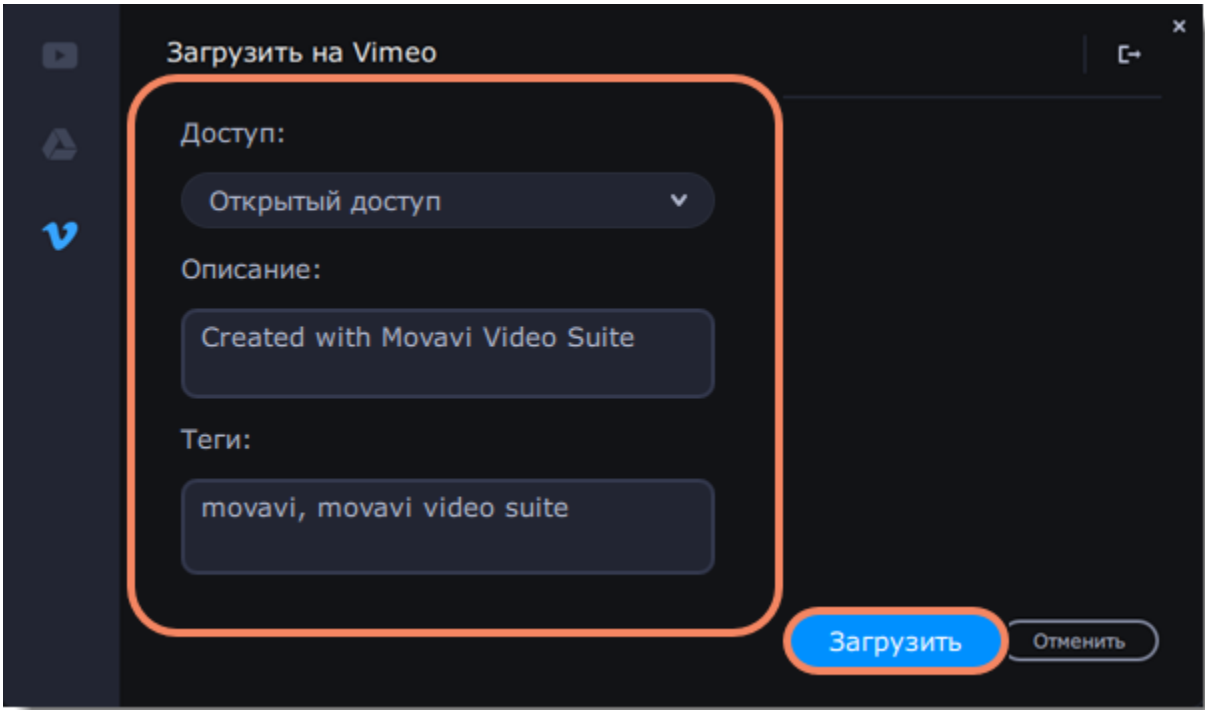 Загрузить на Vimeo
Доступ:
Открытый доступ
Описание:
Created with Movavi Video Suite
Теги:
movavi, movavi video suite
Загрузить
Отменить